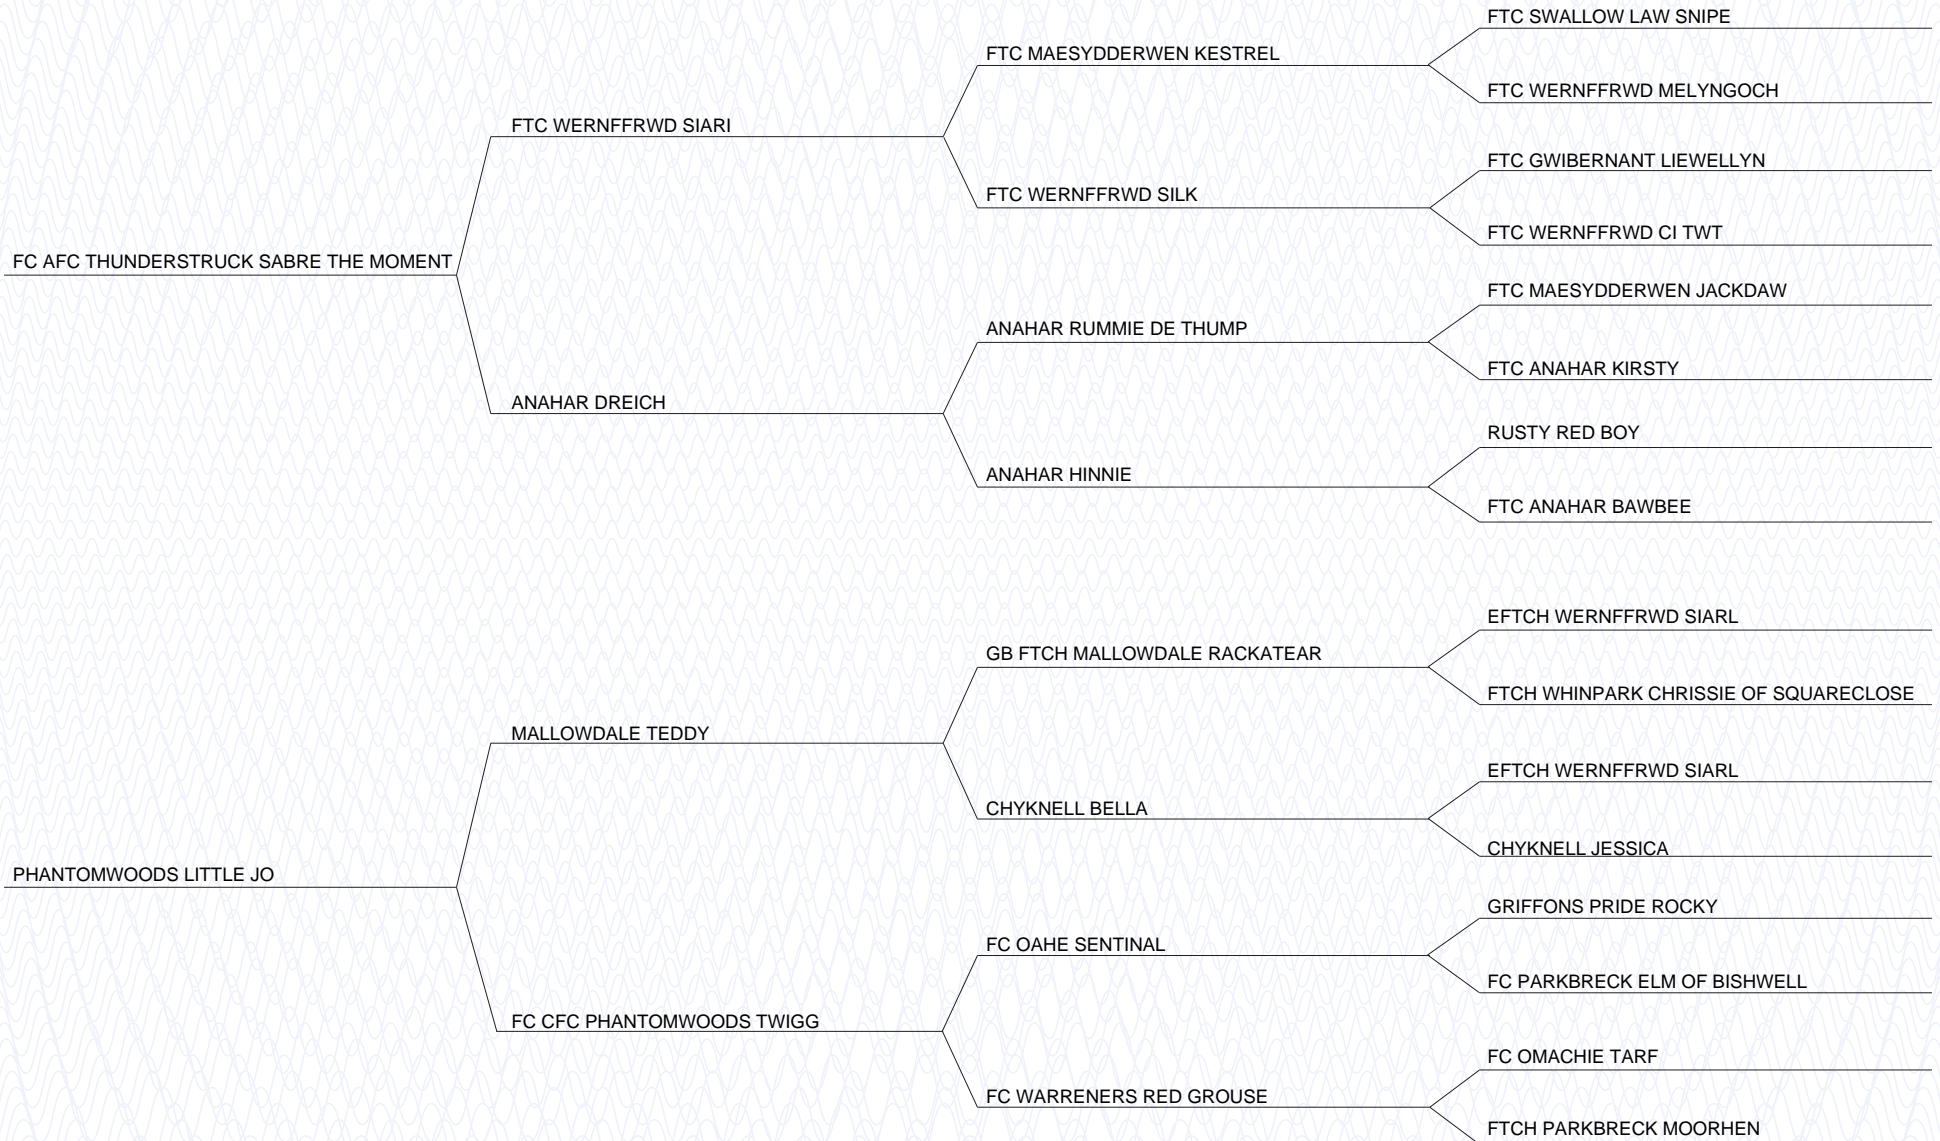 FTC SWALLOW LAW SNIPE
FTC MAESYDDERWEN KESTREL
FTC WERNFFRWD MELYNGOCH
FTC WERNFFRWD SIARI
FTC GWIBERNANT LIEWELLYN
FTC WERNFFRWD SILK
FTC WERNFFRWD CI TWT
FC AFC THUNDERSTRUCK SABRE THE MOMENT
FTC MAESYDDERWEN JACKDAW
ANAHAR RUMMIE DE THUMP
FTC ANAHAR KIRSTY
ANAHAR DREICH
RUSTY RED BOY
ANAHAR HINNIE
FTC ANAHAR BAWBEE
EFTCH WERNFFRWD SIARL
GB FTCH MALLOWDALE RACKATEAR
FTCH WHINPARK CHRISSIE OF SQUARECLOSE
MALLOWDALE TEDDY
EFTCH WERNFFRWD SIARL
CHYKNELL BELLA
CHYKNELL JESSICA
PHANTOMWOODS LITTLE JO
GRIFFONS PRIDE ROCKY
FC OAHE SENTINAL
FC PARKBRECK ELM OF BISHWELL
FC CFC PHANTOMWOODS TWIGG
FC OMACHIE TARF
FC WARRENERS RED GROUSE
FTCH PARKBRECK MOORHEN